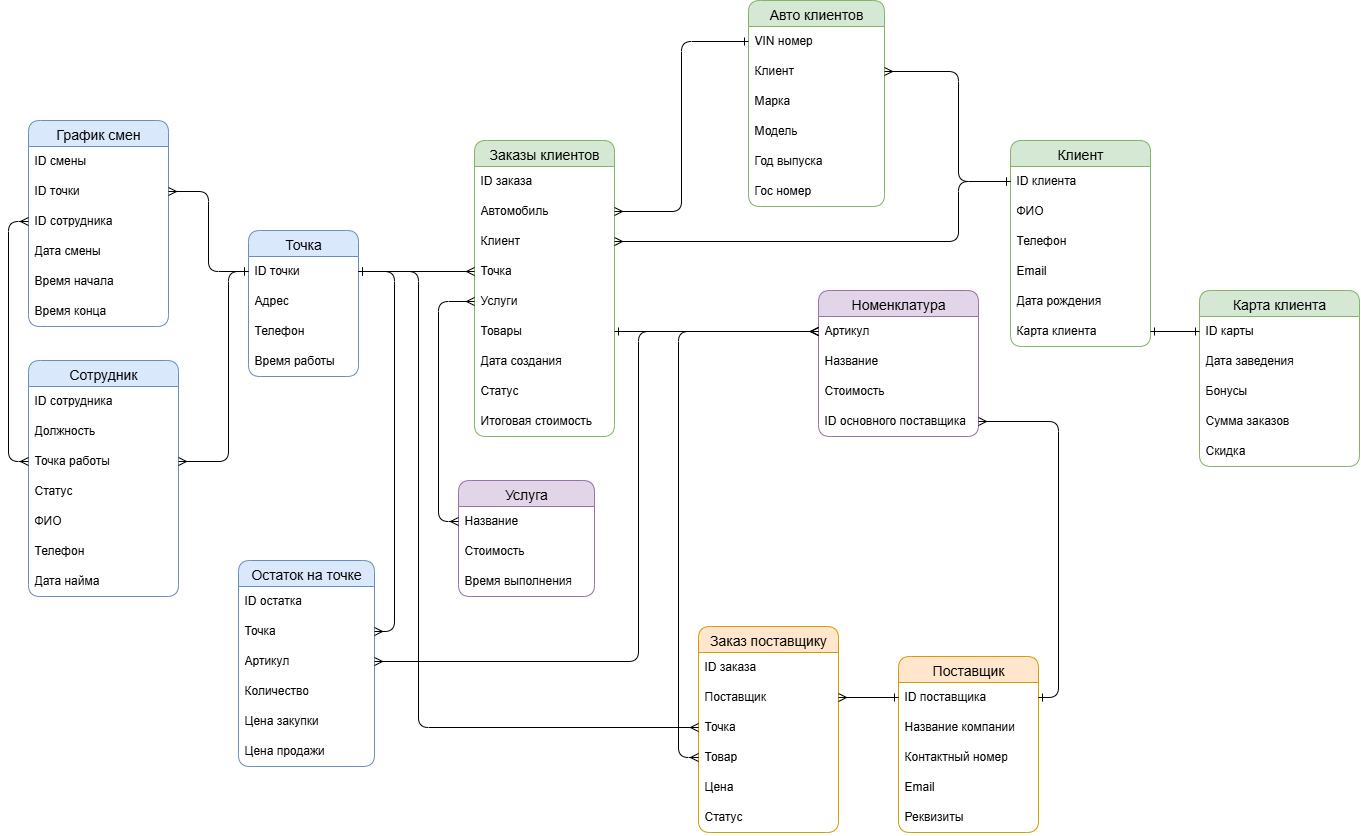 Авто клиентов
VIN номер
Клиент
Марка
Модель
Год выпуска
Гос номер
График смен
ID смены
ID точки
ID сотрудника
Дата смены
Время начала
Время конца
Заказы клиентов
ID заказа
Автомобиль
Клиент
Точка
Услуги
Товары
Дата создания
Статус
Итоговая стоимость
Клиент
ID клиента
ФИО
Телефон
Email
Дата рождения
Карта клиента
Точка
ID точки
Адрес
Телефон
Время работы
Номенклатура
Артикул
Название
Стоимость
ID основного поставщика
Карта клиента
ID карты
Дата заведения
Бонусы
Сумма заказов
Скидка
Сотрудник
ID сотрудника
Должность
Точка работы
Статус
ФИО
Телефон
Дата найма
Услуга
Название
Стоимость
Время выполнения
Остаток на точке
ID остатка
Точка
Артикул
Количество
Цена закупки
Цена продажи
Заказ поставщику
ID заказа
Поставщик
Точка
Товар
Цена
Статус
Поставщик
ID поставщика
Название компании
Контактный номер
Email
Реквизиты